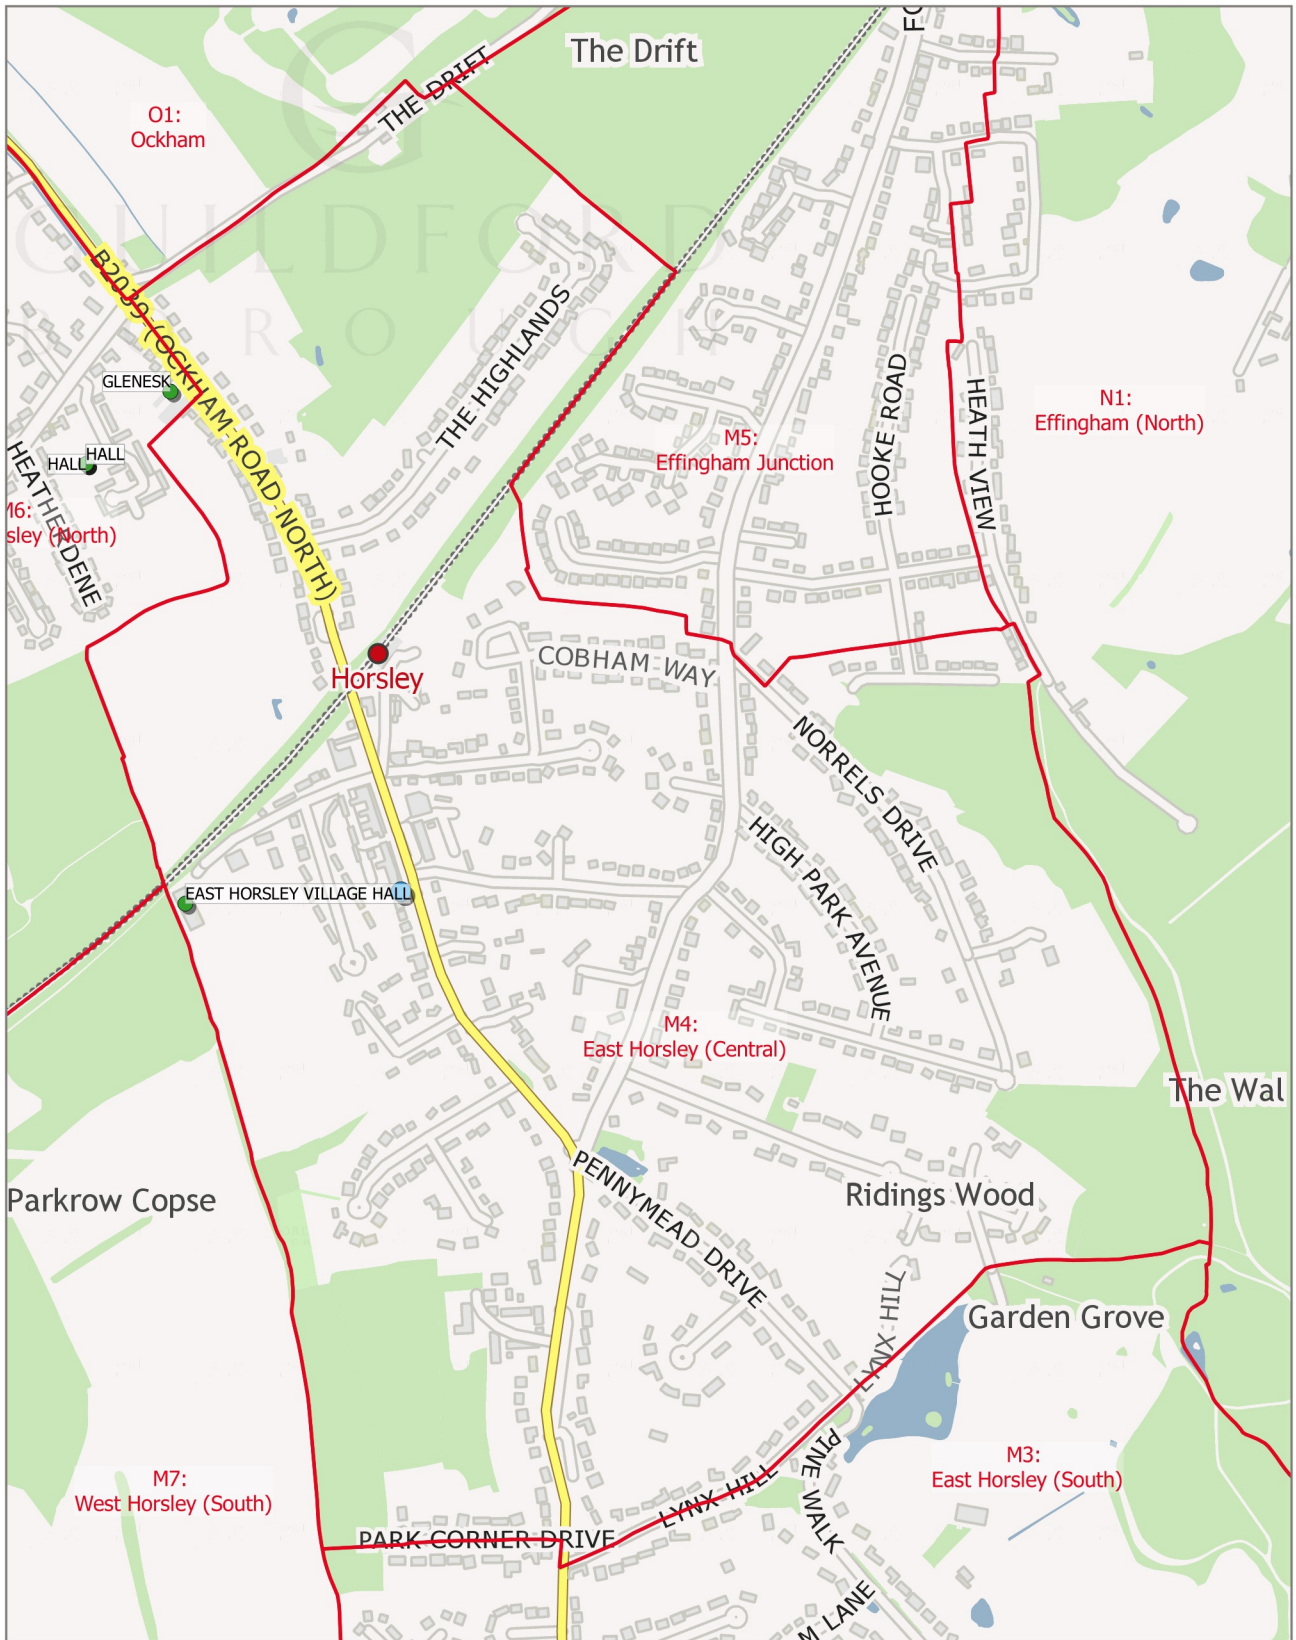 The Drift
THE DRIFT
O1:
Ockham
GUILDFORD
B2039 (OCKHAM ROAD NORTH)
R O U G H
THE HIGHLANDS
GLENESK
HOOKE ROAD
HEATH VIEW
N1:
Effingham (North)
M5:
Effingham Junction
HALL
HALL
HEATHERDENE
M6:
sley (North)
COBHAM WAY
Horsley
NORRELS DRIVE
HIGH PARK AVENUE
EAST HORSLEY VILLAGE HALL
M4:
East Horsley (Central)
The Wal
PENNYMEAD DRIVE
Parkrow Copse
Ridings Wood
LYNX HILL
Garden Grove
PINE WALK
M3:
East Horsley (South)
M7:
West Horsley (South)
LYNX HILL
PARK CORNER DRIVE
M LANE